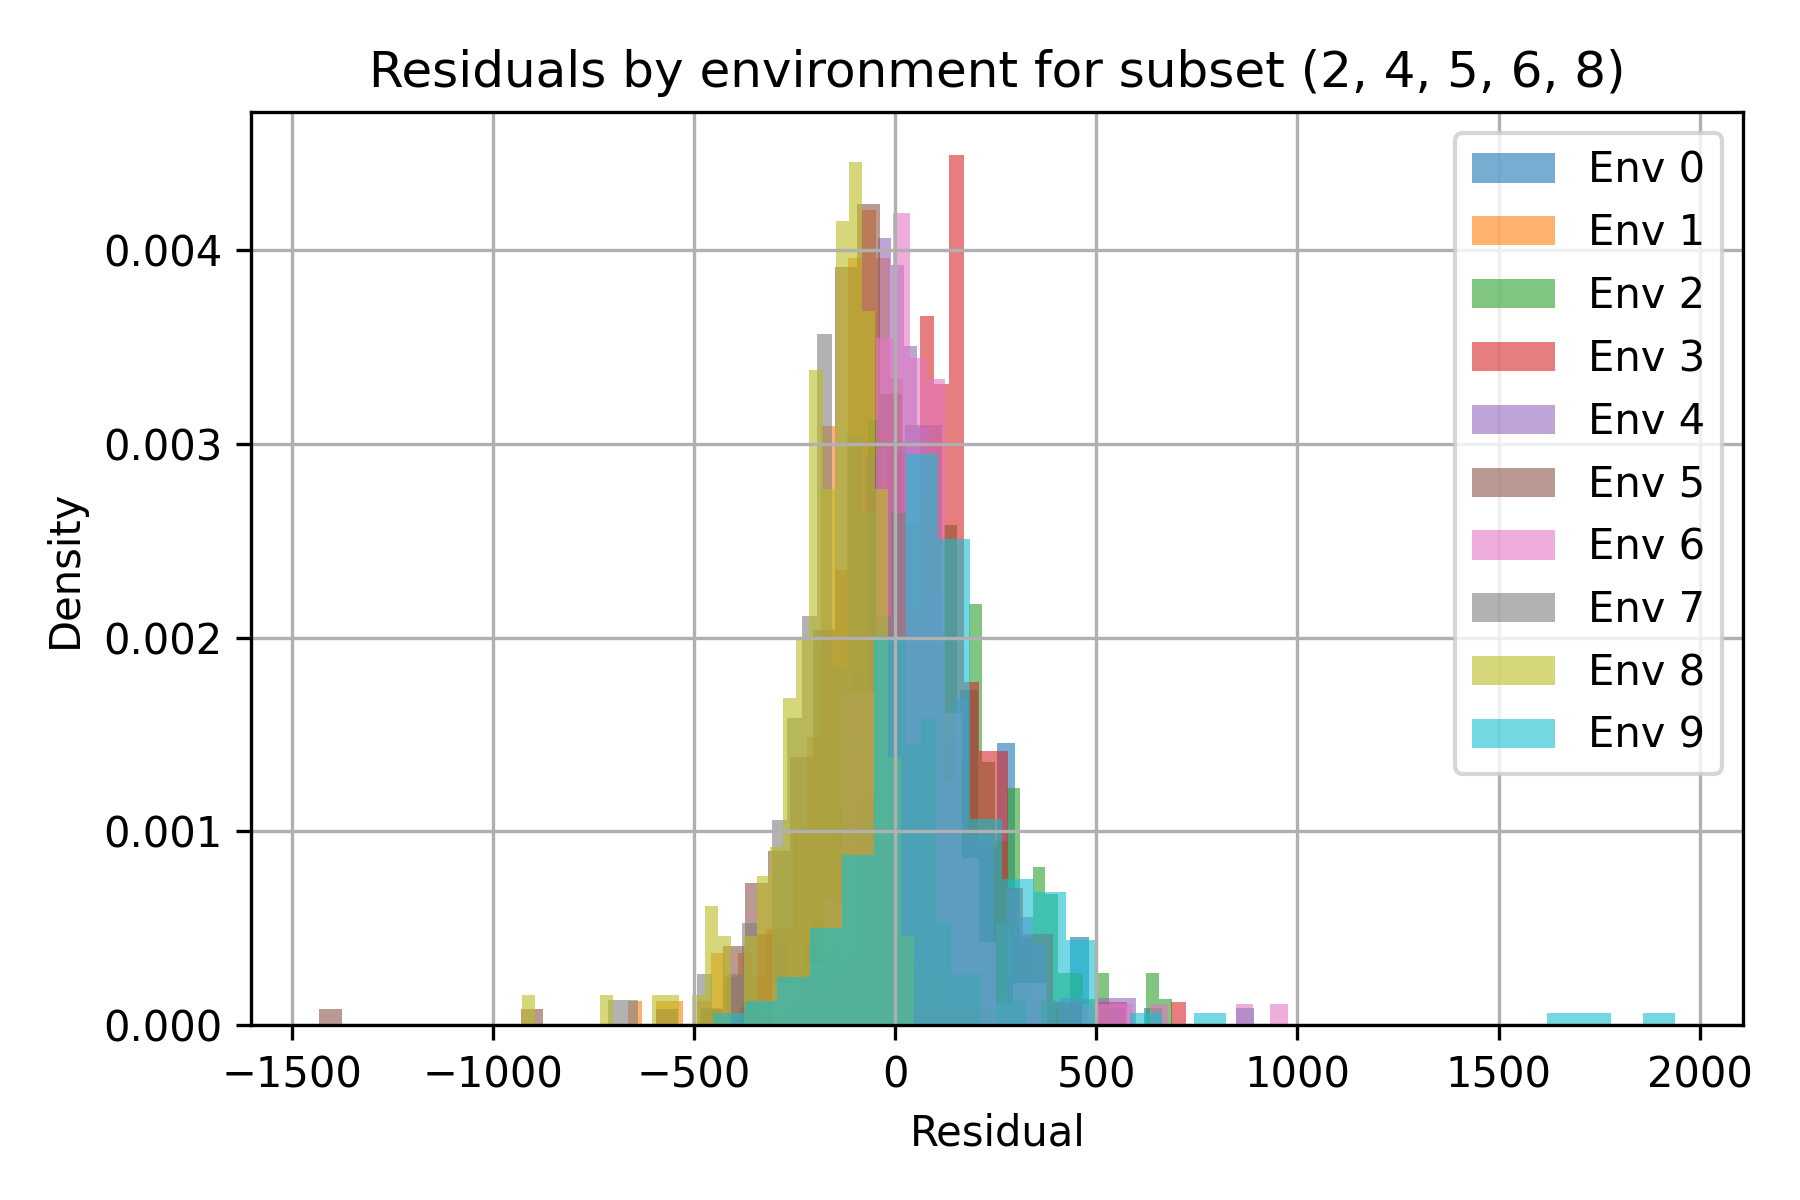 Residuals by environment for subset (2, 4, 5, 6, 8)
Env 0
Env 1
Env 2
Env 3
Env 4
Env 5
Env 6
Env 7
Env 8
Env 9
0.004
0.003
0.002
0.001
0.000
Density
−1500 −1000 −500 0 500 1000 1500 2000
Residual